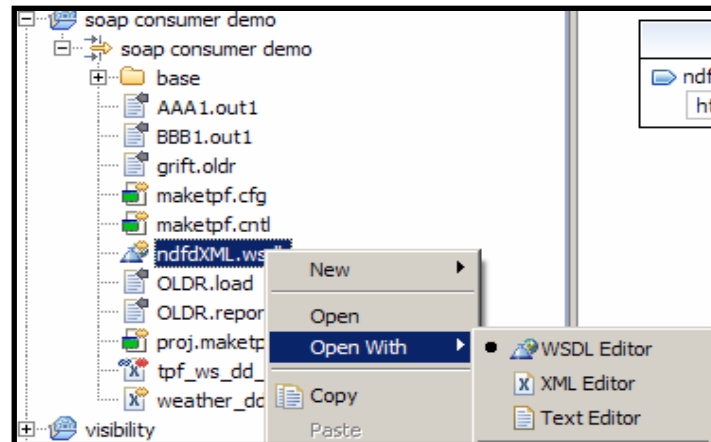 soap consumer demo
soap consumer demo
base
AAA1.out1
BBB1.out1
grift.oldr
maketpf.cfg
maketpf.cntl
ndfdXML.ws
OLDR.load
OLDR.repor
proj.maketp
tpf_ws_dd_
weather_dd
visibility
New
Open
Open With
Copy
Paste
WSDL Editor
XML Editor
Text Editor
ndf
ht